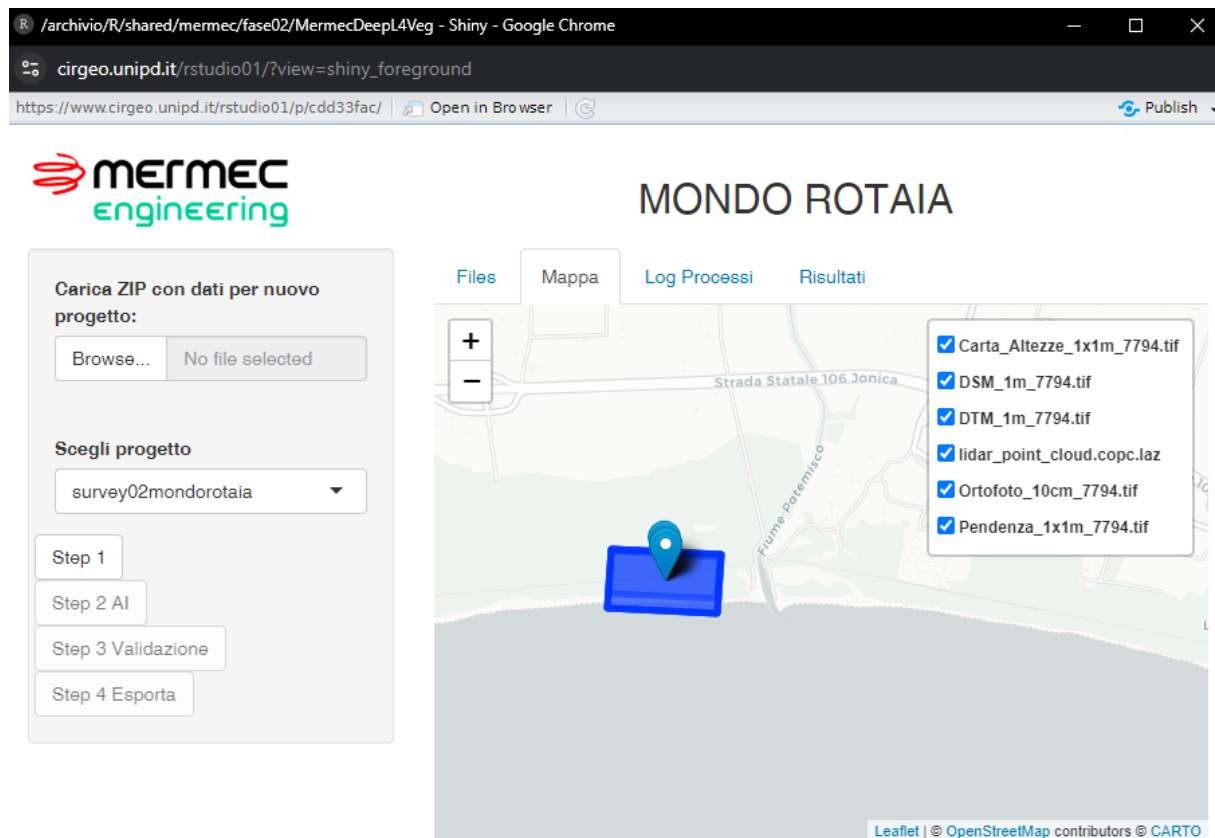 /archivio/R/shared/mermec/fase02/MermecDeepL4Veg - Shiny - Google Chrome
cirgeo.unipd.it/rstudio01/?view=shiny_foreground
https://www.cirgeo.unipd.it/rstudio01/p/cdd33fac/ Open in Browser Publish
mermec
engineering
MONDO ROTAIA
Carica ZIP con dati per nuovo
progetto:
Browse... No file selected
Scegli progetto
survey02mondorotaia
Step 1
Step 2 AI
Step 3 Validazione
Step 4 Esporta
Files Mappa Log Processi Risultati
+
−
Strada Statale 106 Jonica
Fiume Patemisco
Carta_Altezze_1x1m_7794.tif
DSM_1m_7794.tif
DTM_1m_7794.tif
lidar_point_cloud.copc.laz
Ortofoto_10cm_7794.tif
Pendenza_1x1m_7794.tif
Leaflet | © OpenStreetMap contributors © CARTO